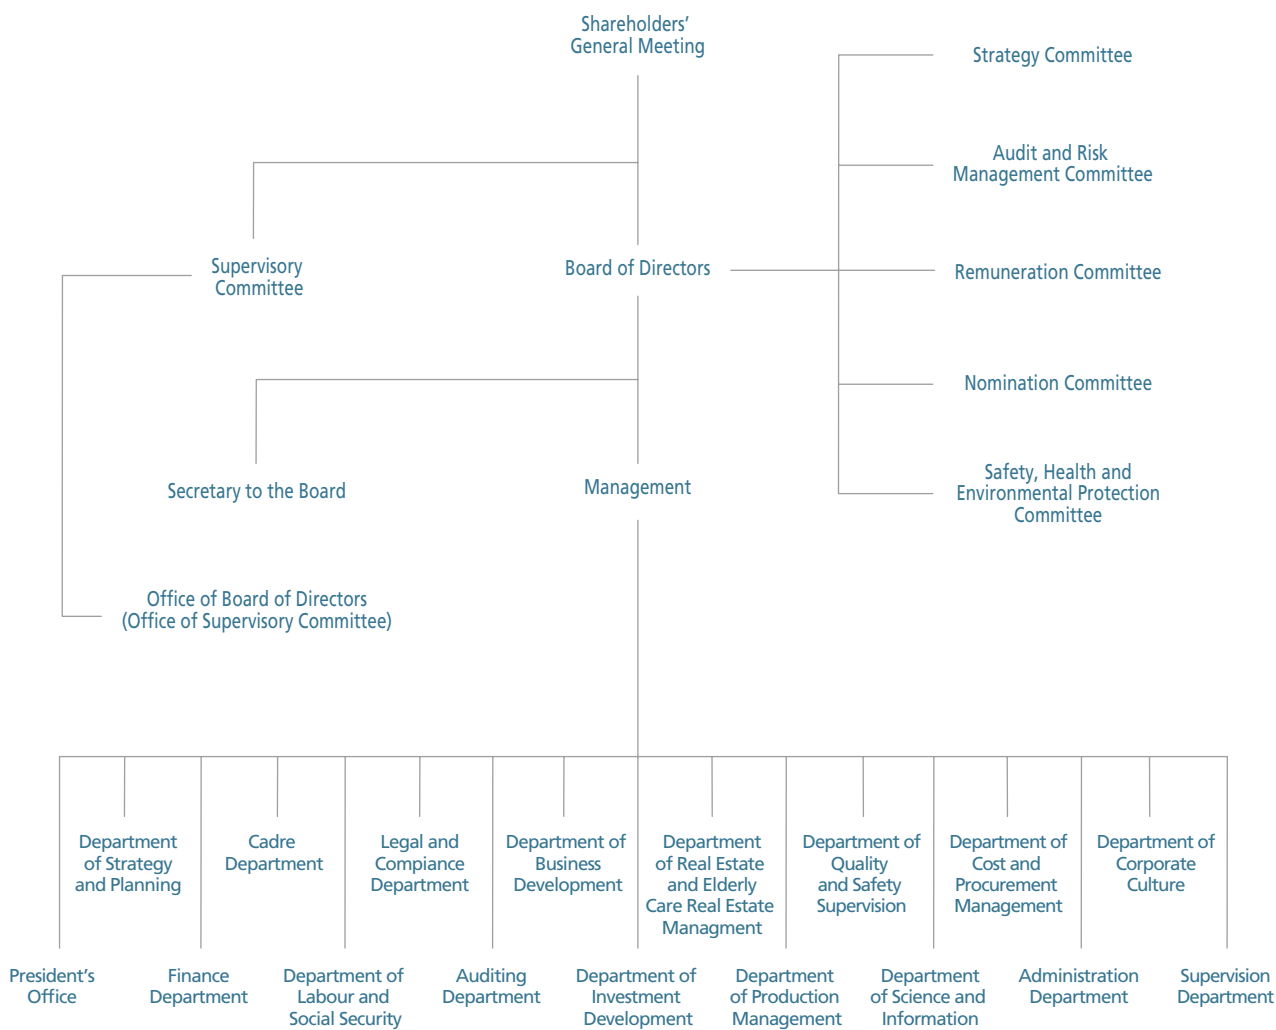 Shareholders’
General Meeting
Strategy Committee
Audit and Risk
Management Committee
Supervisory
Committee
Board of Directors
Remuneration Committee
Nomination Committee
Secretary to the Board
Management
Safety, Health and
Environmental Protection
Committee
Office of Board of Directors
(Office of Supervisory Committee)
Department
of Strategy
and Planning
Cadre
Department
Legal and
Compliance
Department
Department of
Business
Development
Department
of Real Estate
and Elderly
Care Real Estate
Managment
Department of
Quality
and Safety
Supervision
Department of
Cost and
Procurement
Management
Department of
Corporate
Culture
President’s
Office
Finance
Department
Department of
Labour and
Social Security
Auditing
Department
Department of
Investment
Development
Department
of Production
Management
Department
of Science and
Information
Administration
Department
Supervision
Department